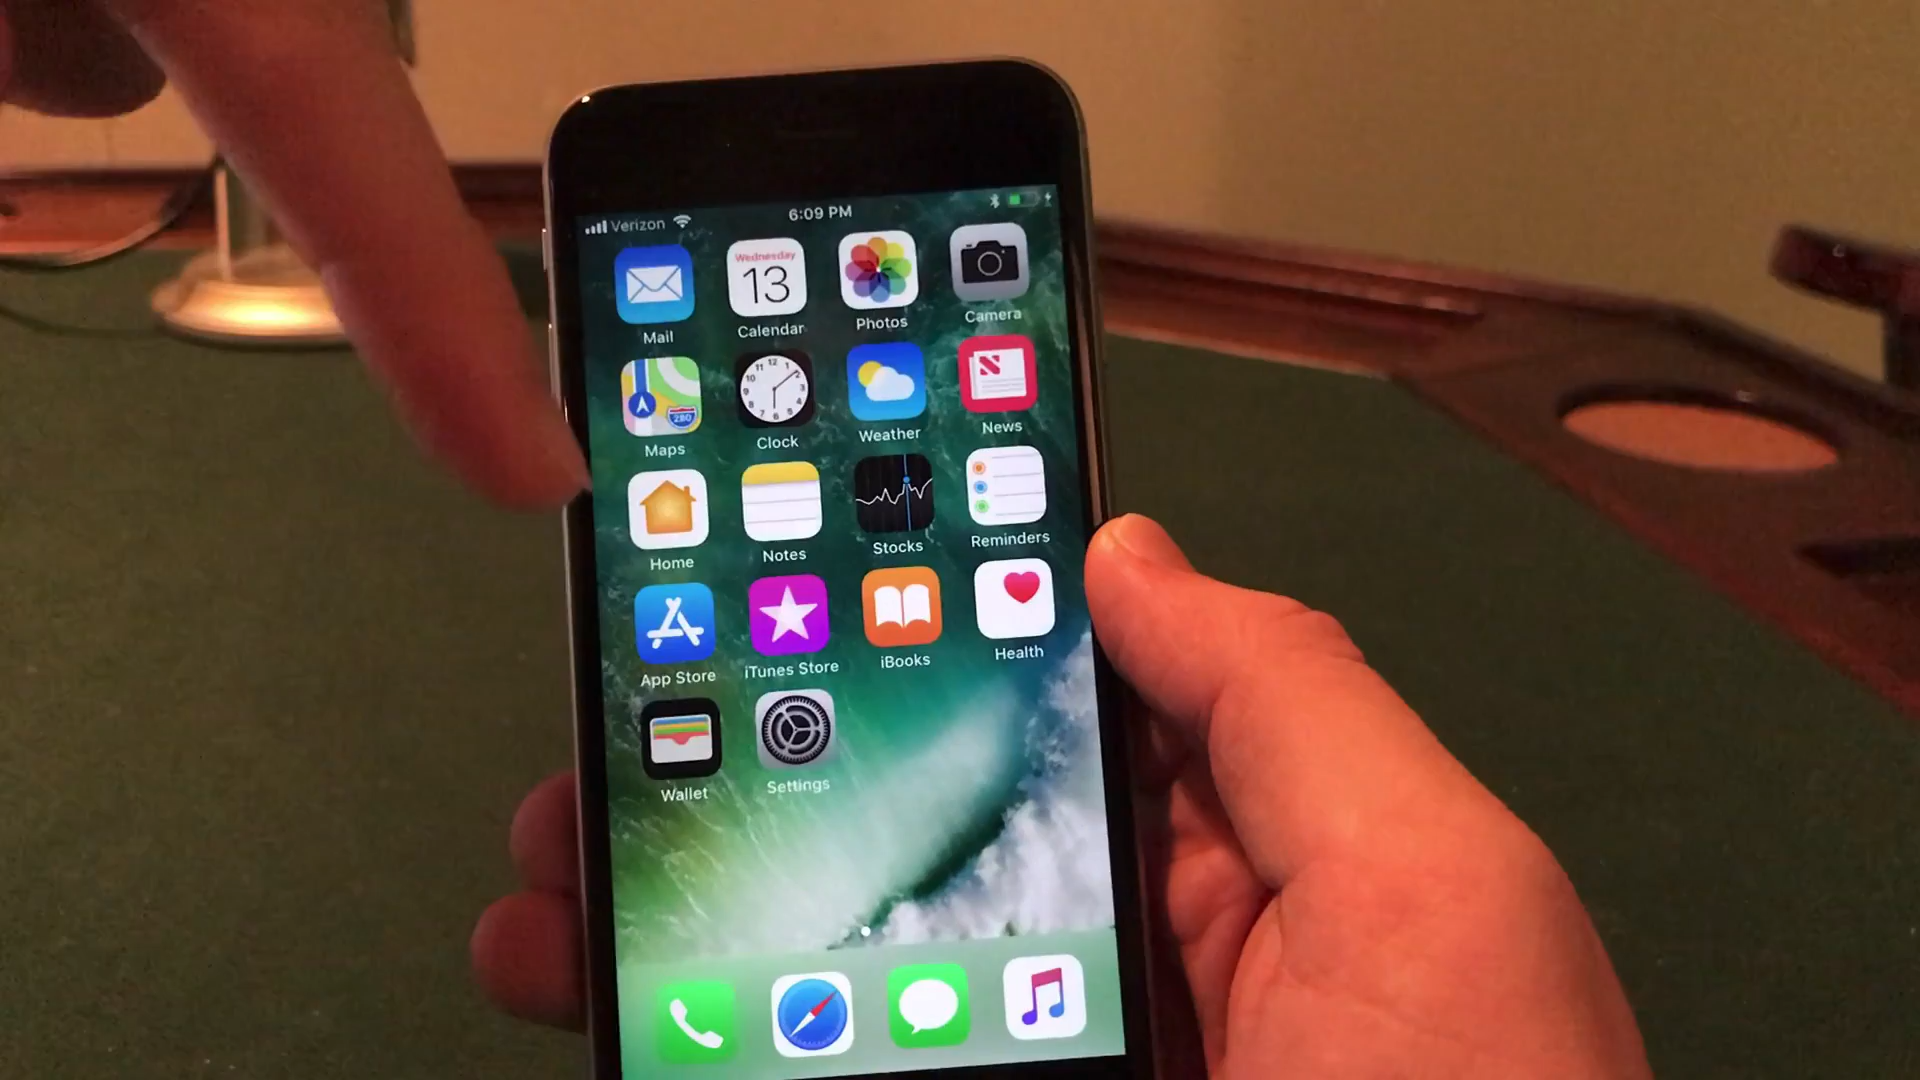 Verizon 6:09 PM
Wednesday
13
Mail Calendar Photos Camera
280
Maps Clock Weather News
Home Notes Stocks Reminders
App Store iTunes Store iBooks Health
Wallet Settings